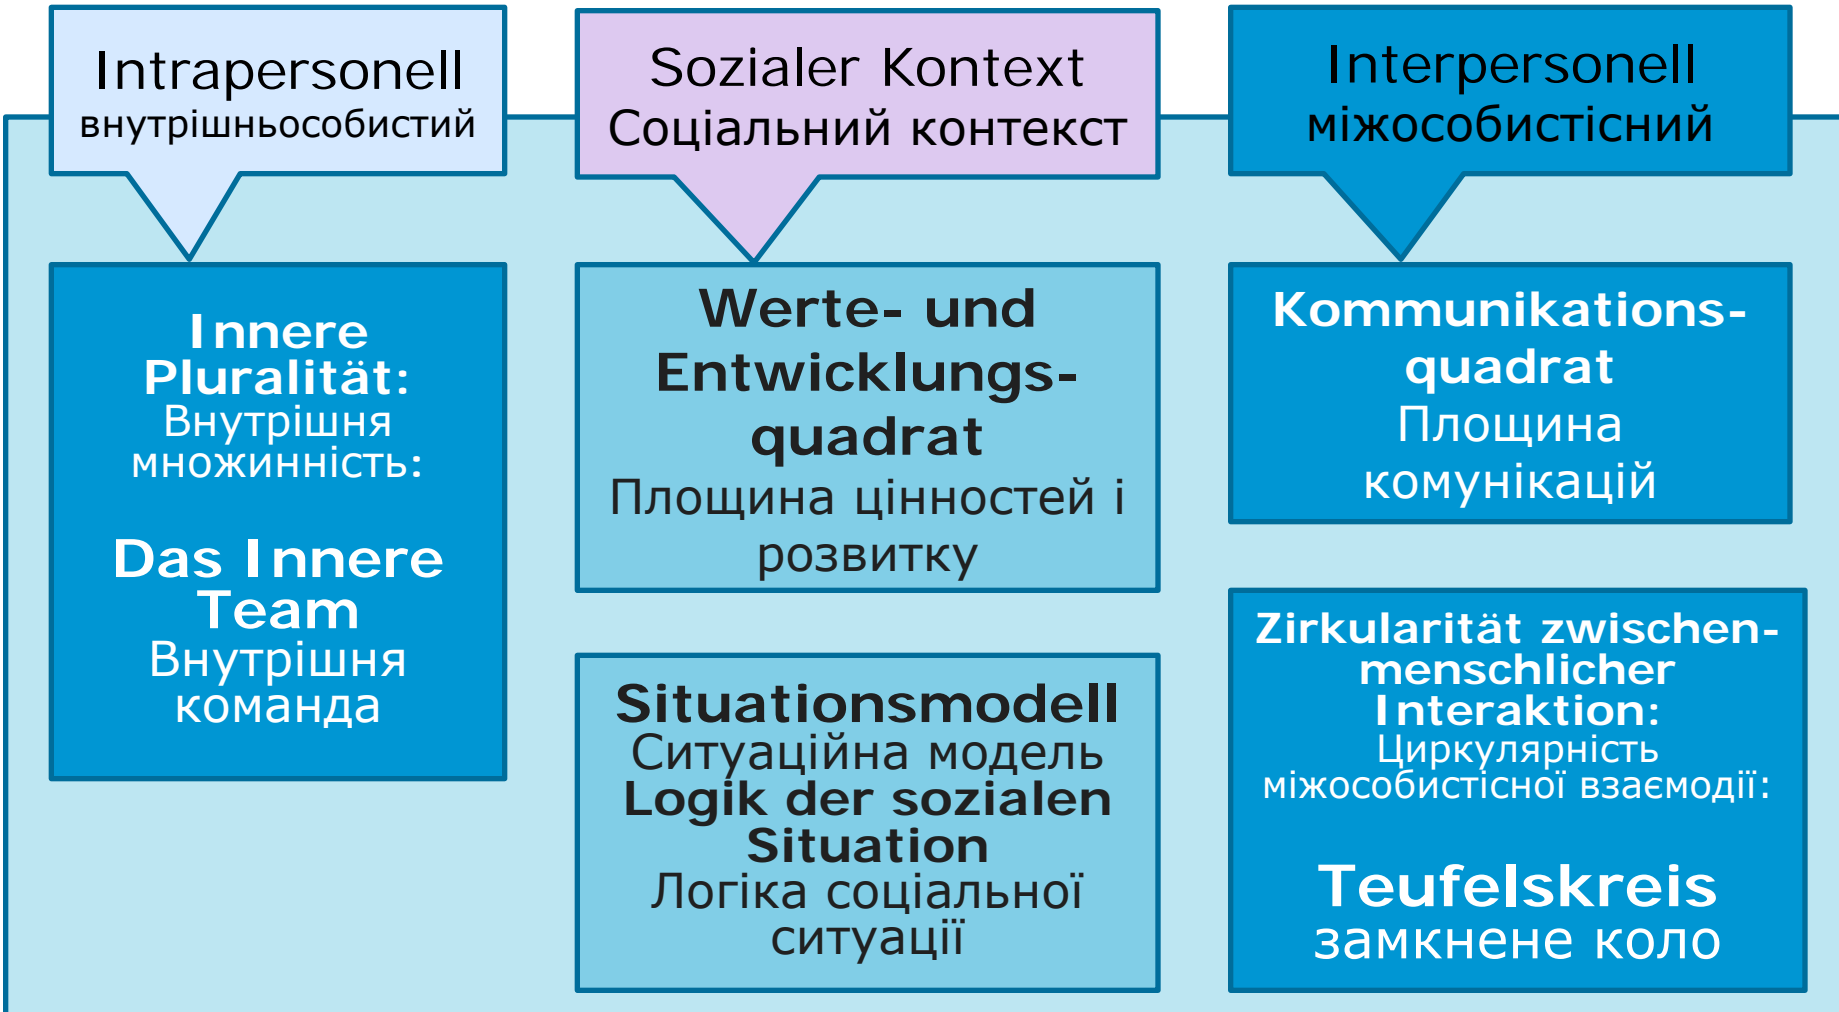 Intrapersonell
внутрішньособистий
Sozialer Kontext
Соціальний контекст
Interpersonell
міжособистісний
Innere
Pluralität:
Внутрішня
множинність:
Das Innere
Team
Внутрішня
команда
Werte- und
Entwicklungs-
quadrat
Площина цінностей і
розвитку
Situationsmodell
Ситуаційна модель
Logik der sozialen
Situation
Логіка соціальної
ситуації
Kommunikations-
quadrat
Площина
комунікацій
Zirkularität zwischen-
menschlicher
Interaktion:
Циркулярність
міжособистісної взаємодії:
Teufelskreis
замкнене коло